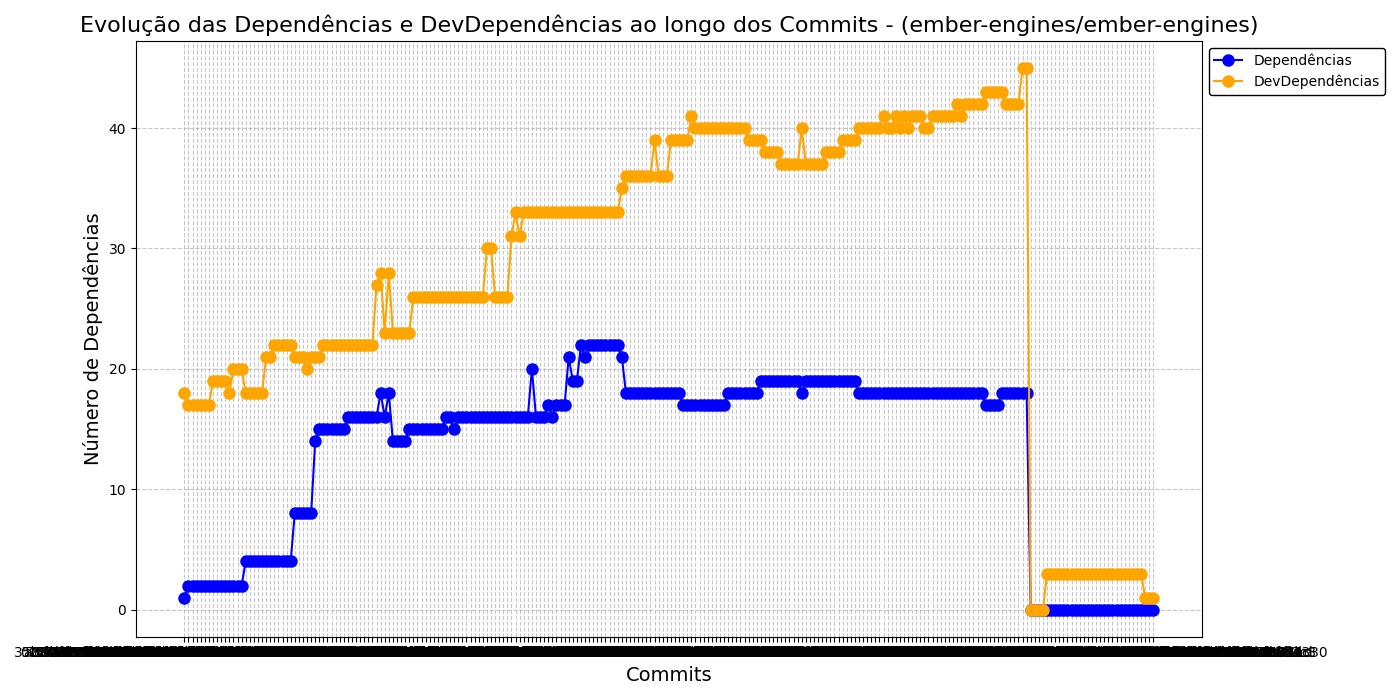 Evolução das Dependências e DevDependências ao longo dos Commits - (ember-engines/ember-engines)
Dependências
DevDependências
Número de Dependências
40
30
20
10
0
Commits